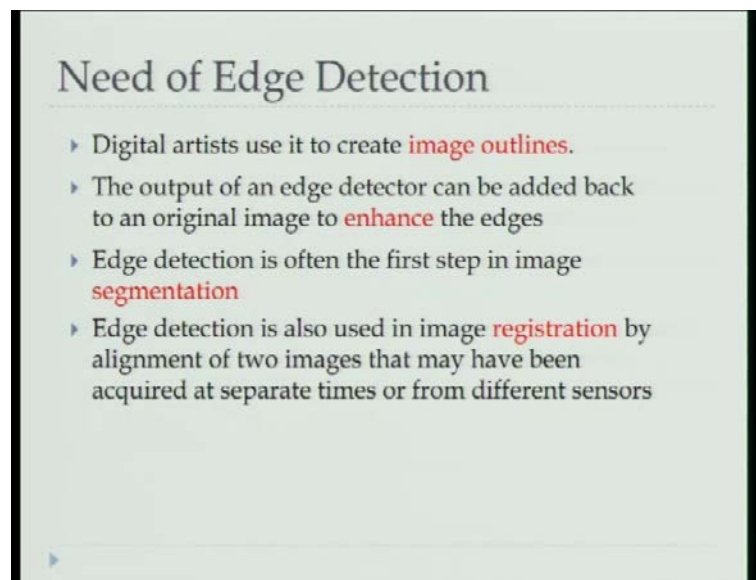 Need of Edge Detection
Digital artists use it to create image outlines.
The output of an edge detector can be added back
to an original image to enhance the edges
Edge detection is often the first step in image
segmentation
Edge detection is also used in image registration by
alignment of two images that may have been
acquired at separate times or from different sensors